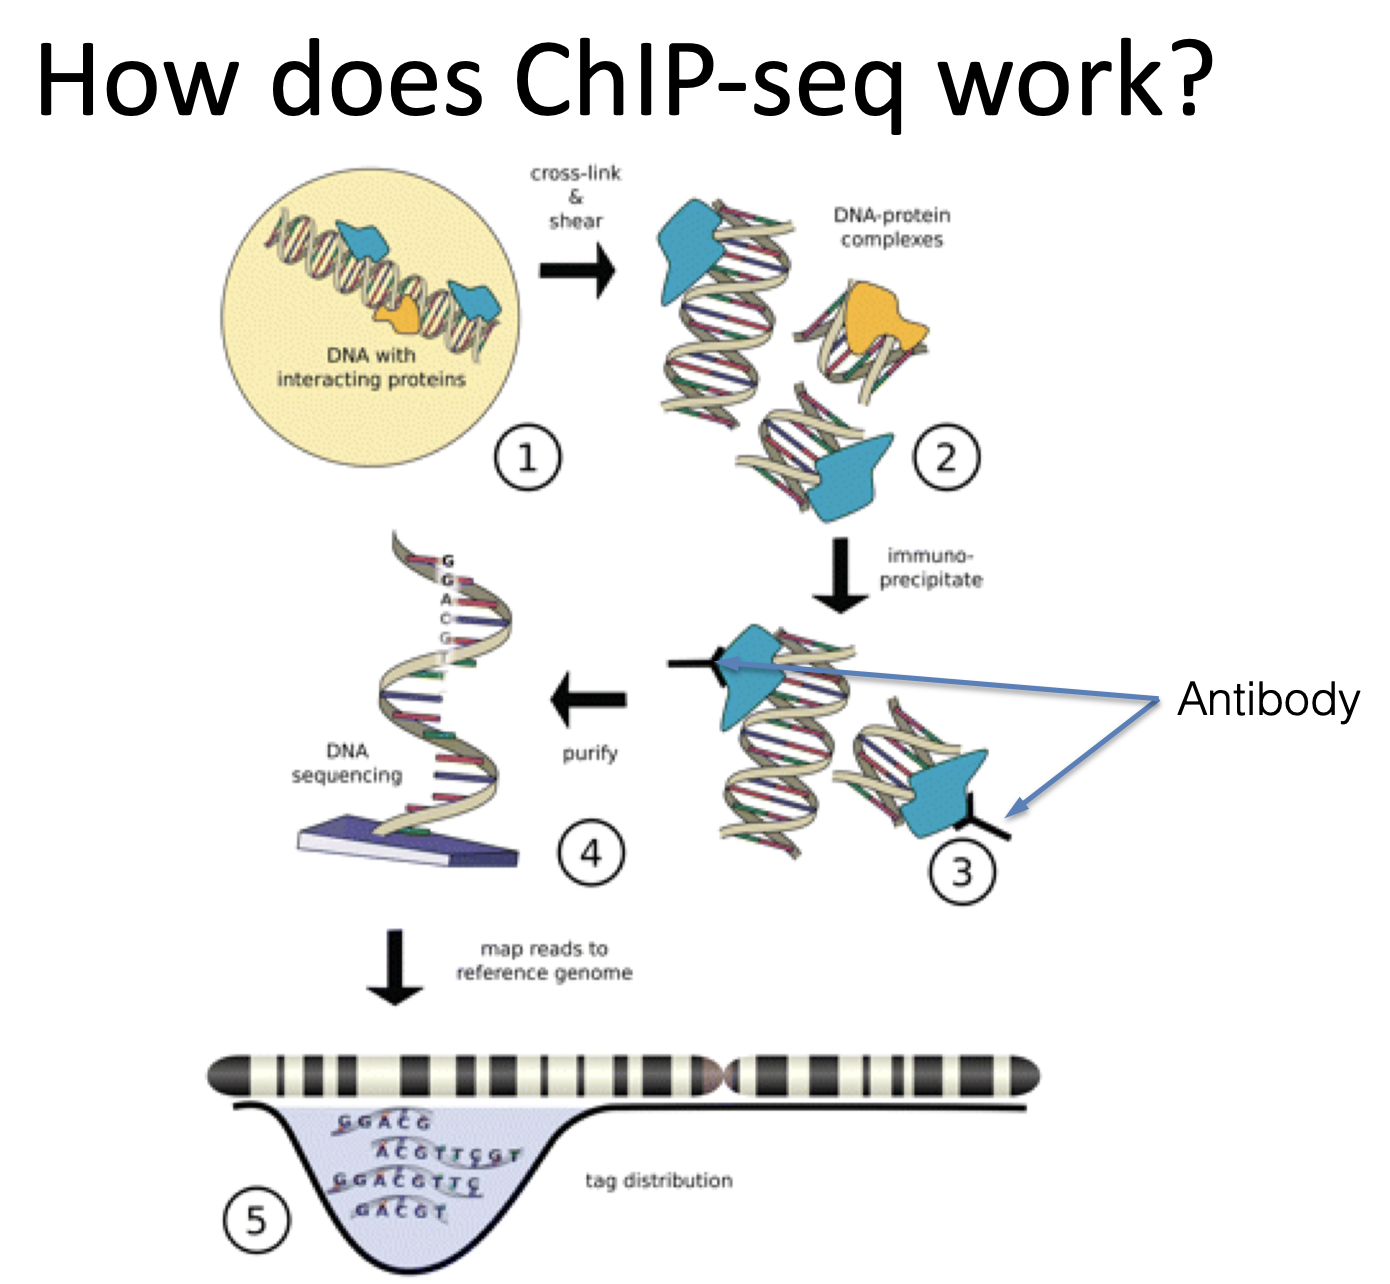 How does ChIP-seq work?
cross-link
&
shear
DNA-protein
complexes
DNA with
interacting proteins
1
2
immuno-
precipitate
G
G
A
C
G
T
Antibody
DNA
sequencing
purify
4
3
map reads to
reference genome
GGACG
ACGTTCGT
GGACGTTC
GACGT
tag distribution
5